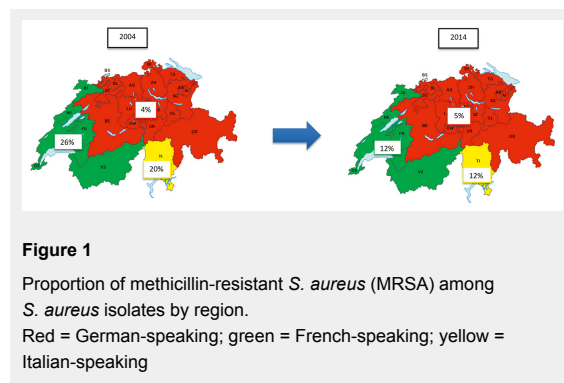 2004
2014
4%
26%
20%
5%
12%
12%
TI
VS
GR
BE
TI
VS
GR
Figure 1
Proportion of methicillin-resistant S. aureus (MRSA) among
S. aureus isolates by region.
Red = German-speaking; green = French-speaking; yellow =
Italian-speaking